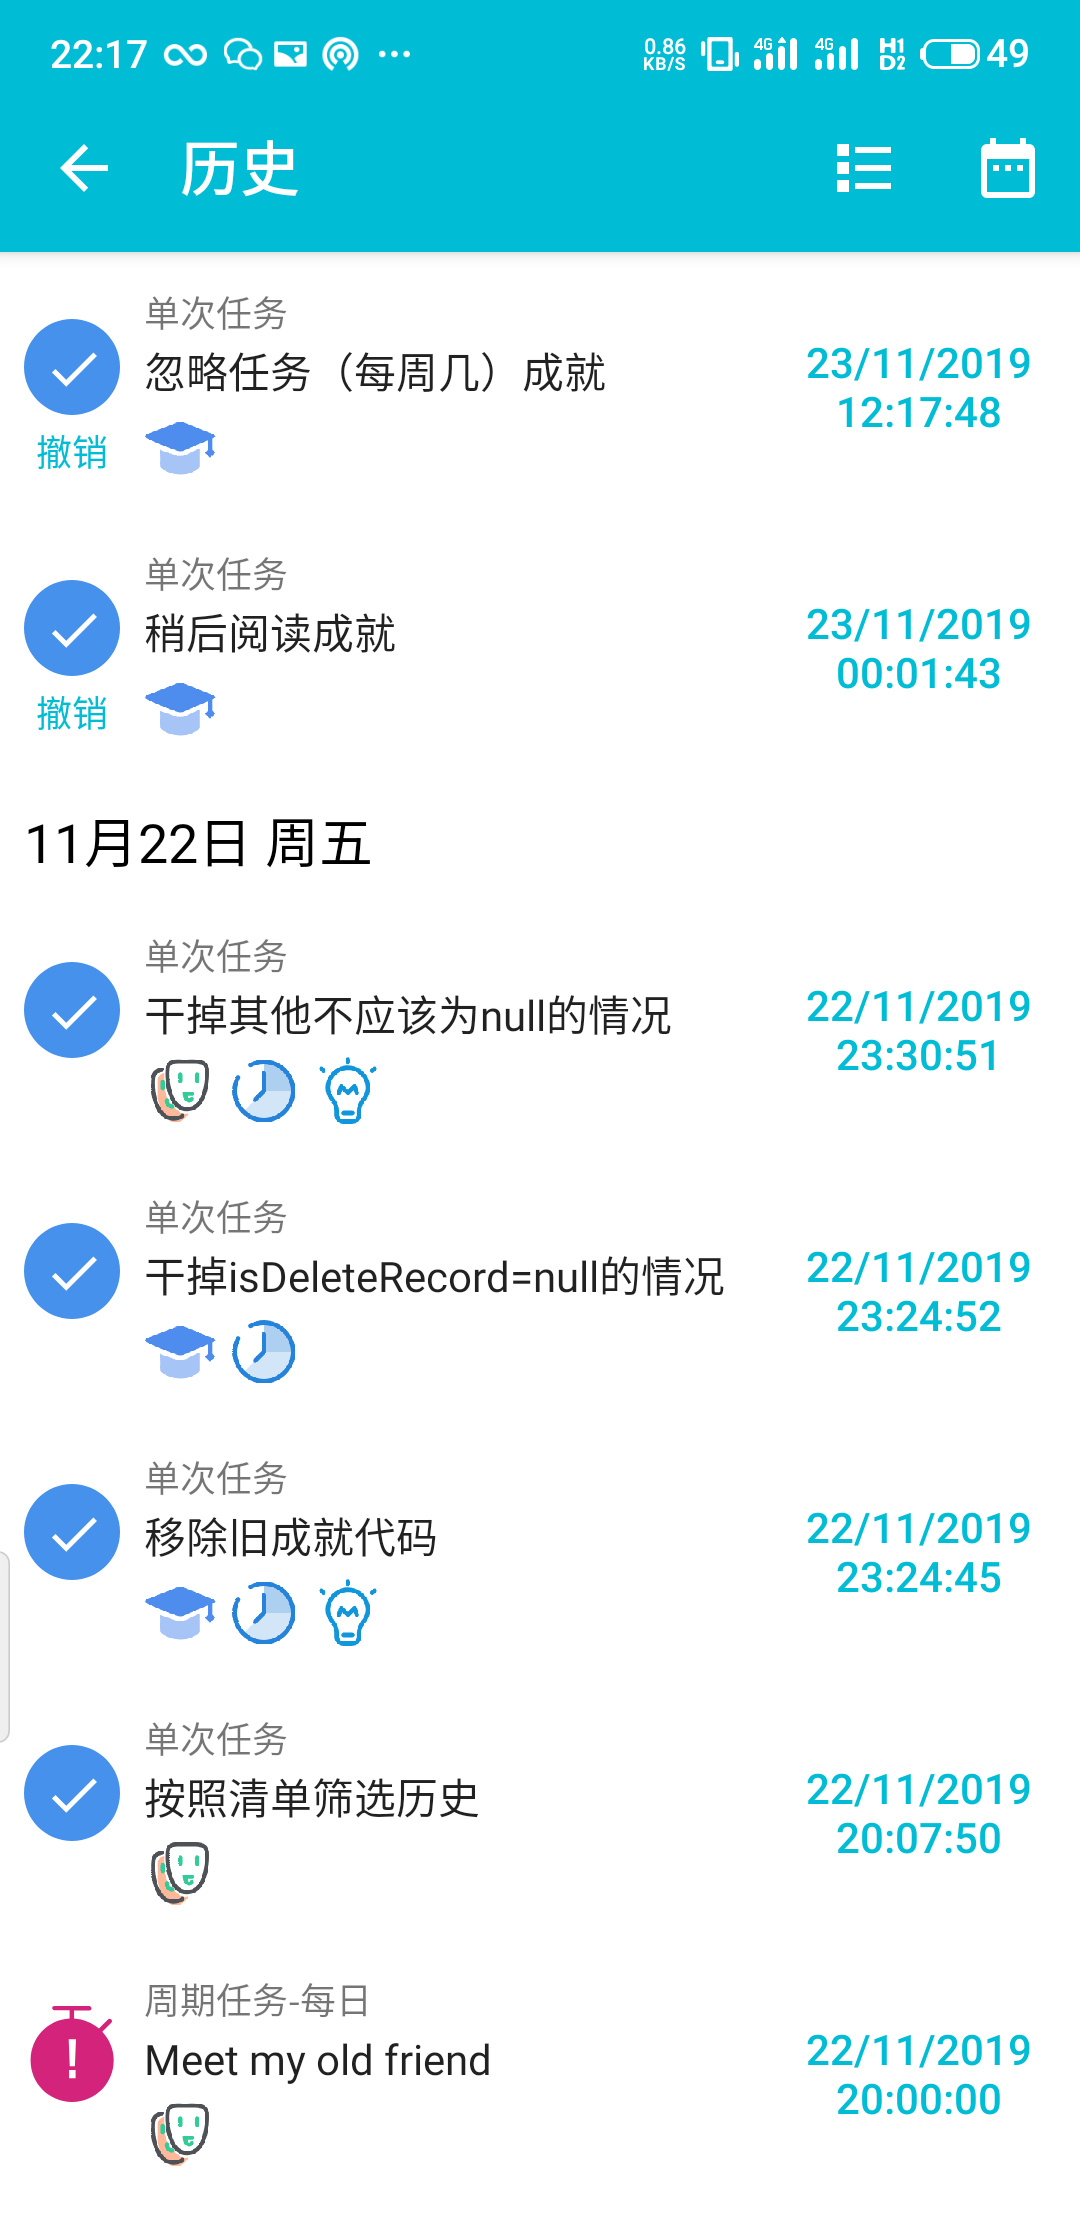 22:17 0.86 KB/S 4G 4G H1 D2 49
历史
单次任务
忽略任务（每周几）成就
23/11/2019
12:17:48
撤销
单次任务
稍后阅读成就
23/11/2019
00:01:43
撤销
11月22日 周五
单次任务
干掉其他不应该为null的情况
22/11/2019
23:30:51
单次任务
干掉isDeleteRecord=null的情况
22/11/2019
23:24:52
单次任务
移除旧成就代码
22/11/2019
23:24:45
单次任务
按照清单筛选历史
22/11/2019
20:07:50
周期任务-每日
Meet my old friend
22/11/2019
20:00:00